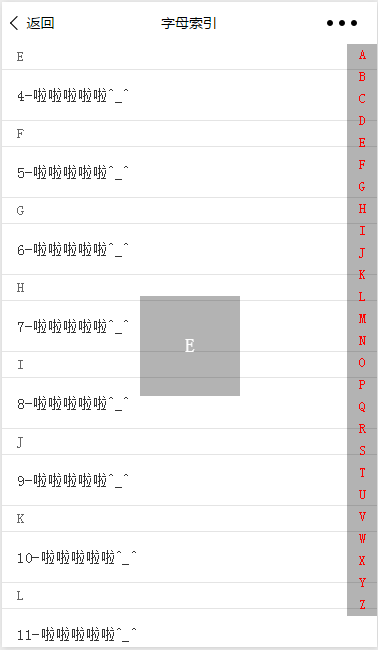 返回 字母索引 •••
E
4-啦啦啦啦啦^_^
F
5-啦啦啦啦啦^_^
G
6-啦啦啦啦啦^_^
H
7-啦啦啦啦啦^_^
I
8-啦啦啦啦啦^_^
J
9-啦啦啦啦啦^_^
K
10-啦啦啦啦啦^_^
L
11-啦啦啦啦啦^_^
E
A
B
C
D
E
F
G
H
I
J
K
L
M
N
O
P
Q
R
S
T
U
V
W
X
Y
Z